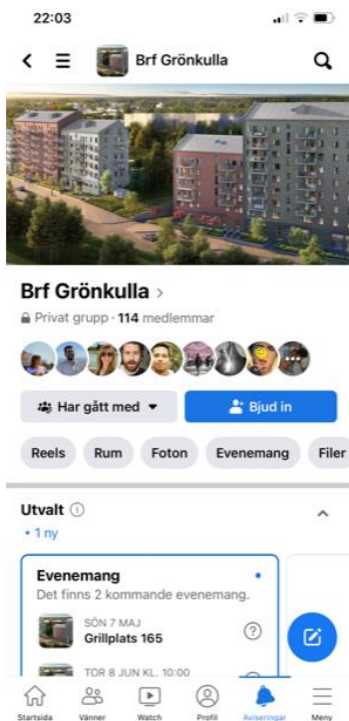 22:03
Brf Grönkulla
Brf Grönkulla
Privat grupp · 114 medlemmar
Har gått med
Bjud in
Reels
Rum
Foton
Evenemang
Filer
Utvalt
• 1 ny
Evenemang
Det finns 2 kommande evenemang.
SÖN 7 MAJ
Grillplats 165
TOR 8 JUN KL. 10:00
Startsida
Vänner
Watch
Profil
Aviseringar
Meny